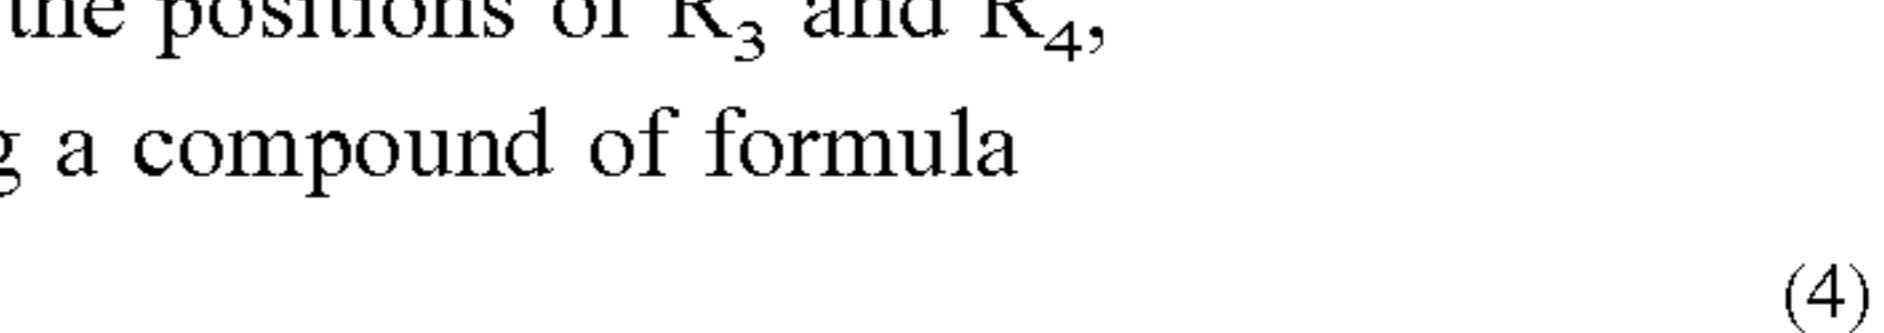 the positions of R₃ and R₄,
a compound of formula
(4)